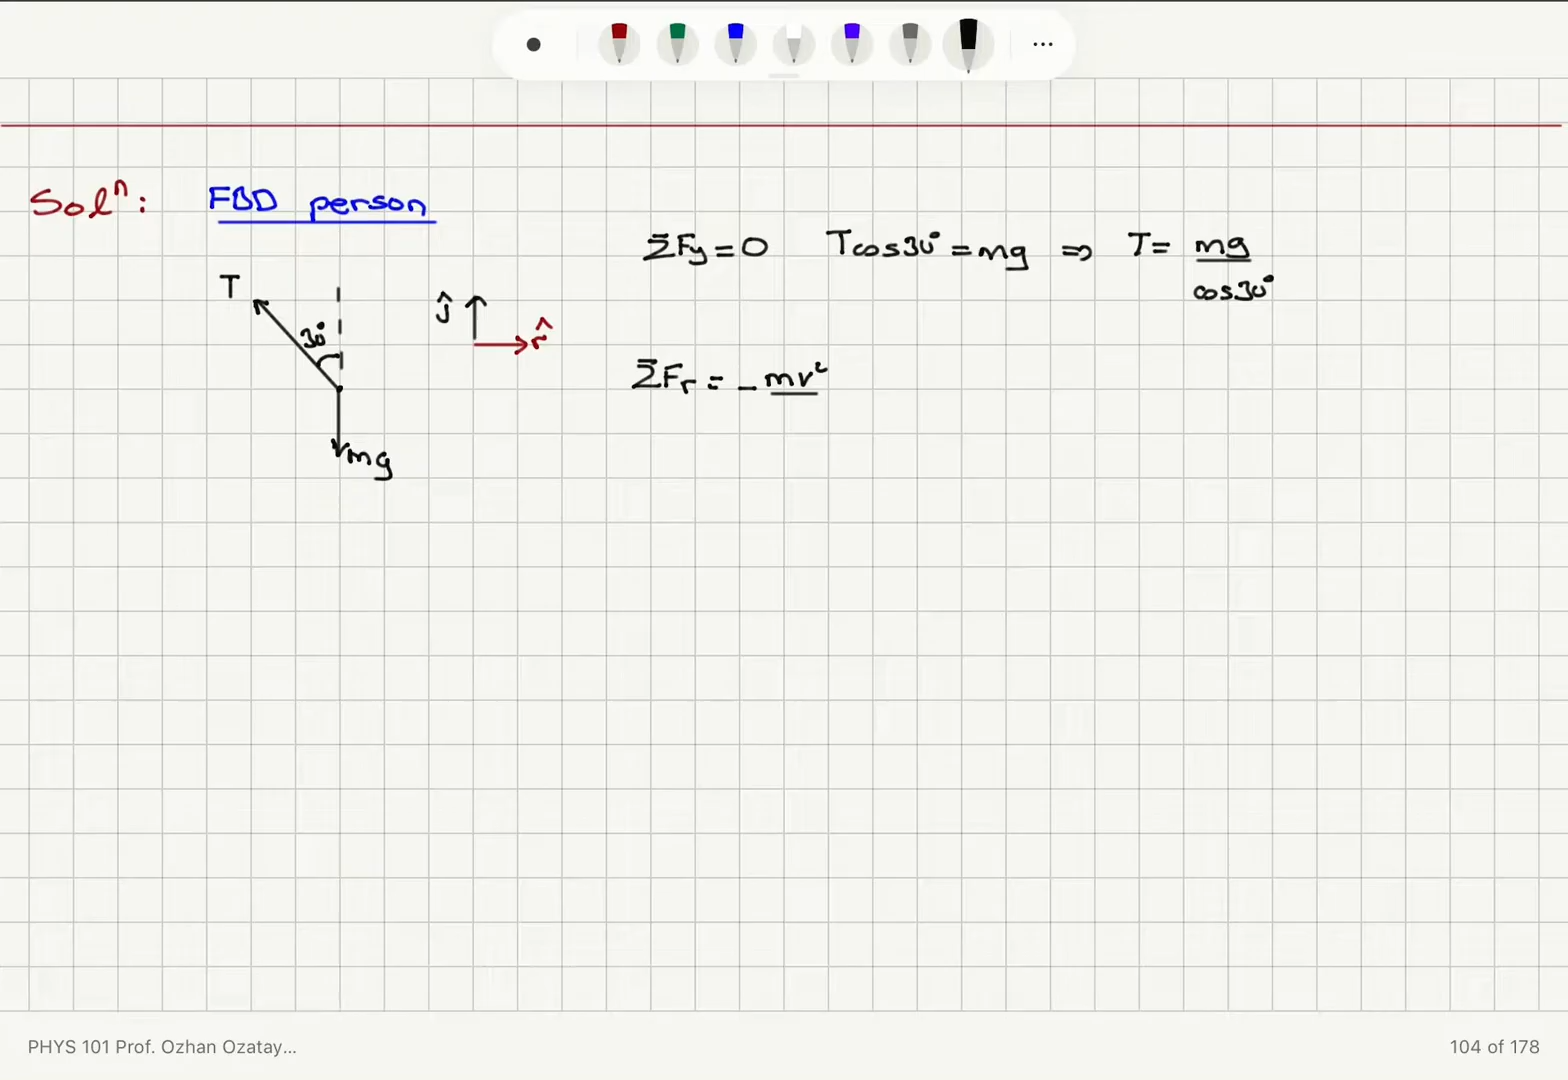 Solⁿ: FBD person
ΣFy = 0 Tcos30° = mg ⇒ T = mg
cos30°
T
30°
ĵ
r̂
ΣFr = - mv²
mg
PHYS 101 Prof. Ozhan Ozatay...
104 of 178